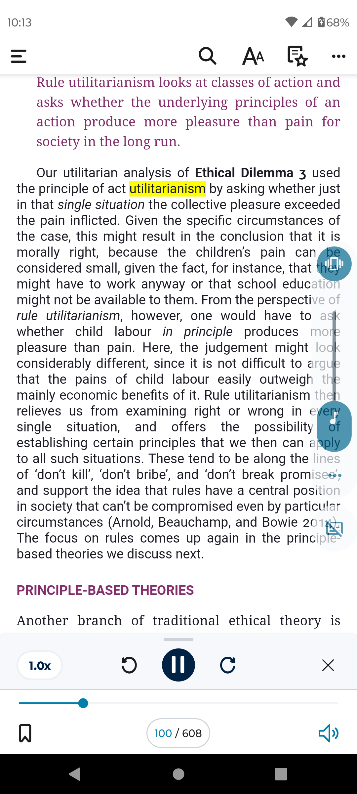 10:13
68%
AA
Rule utilitarianism looks at classes of action and
asks whether the underlying principles of an
action produce more pleasure than pain for
society in the long run.
Our utilitarian analysis of Ethical Dilemma 3 used
the principle of act utilitarianism by asking whether just
in that single situation the collective pleasure exceeded
the pain inflicted. Given the specific circumstances of
the case, this might result in the conclusion that it is
morally right, because the children's pain can be
considered small, given the fact, for instance, that they
might have to work anyway or that school education
might not be available to them. From the perspective of
rule utilitarianism, however, one would have to ask
whether child labour in principle produces more
pleasure than pain. Here, the judgement might look
considerably different, since it is not difficult to argue
that the pains of child labour easily outweigh the
mainly economic benefits of it. Rule utilitarianism then
relieves us from examining right or wrong in every
single situation, and offers the possibility of
establishing certain principles that we then can apply
to all such situations. These tend to be along the lines
of 'don't kill', 'don't bribe', and 'don't break promises',
and support the idea that rules have a central position
in society that can't be compromised even by particular
circumstances (Arnold, Beauchamp, and Bowie
The focus on rules comes up again in the principle-
based theories we discuss next.
PRINCIPLE-BASED THEORIES
Another branch of traditional ethical theory is
1.0x
100 / 608